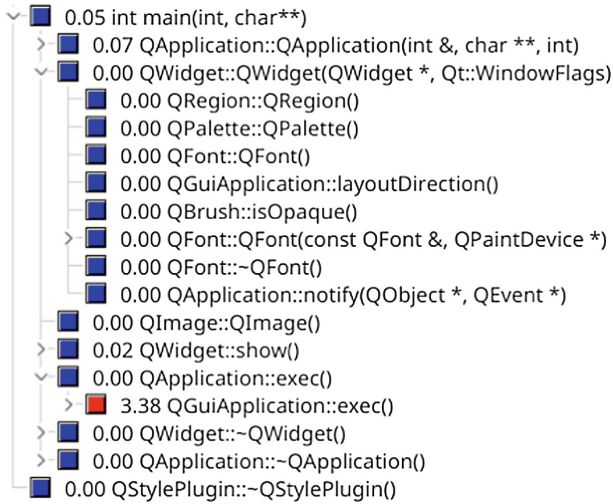 0.05 int main(int, char**)
0.07 QApplication::QApplication(int &, char **, int)
0.00 QWidget::QWidget(QWidget *, Qt::WindowFlags)
0.00 QRegion::QRegion()
0.00 QPalette::QPalette()
0.00 QFont::QFont()
0.00 QGuiApplication::layoutDirection()
0.00 QBrush::isOpaque()
0.00 QFont::QFont(const QFont &, QPaintDevice *)
0.00 QFont::~QFont()
0.00 QApplication::notify(QObject *, QEvent *)
0.00 QImage::QImage()
0.02 QWidget::show()
0.00 QApplication::exec()
3.38 QGuiApplication::exec()
0.00 QWidget::~QWidget()
0.00 QApplication::~QApplication()
0.00 QStylePlugin::~QStylePlugin()